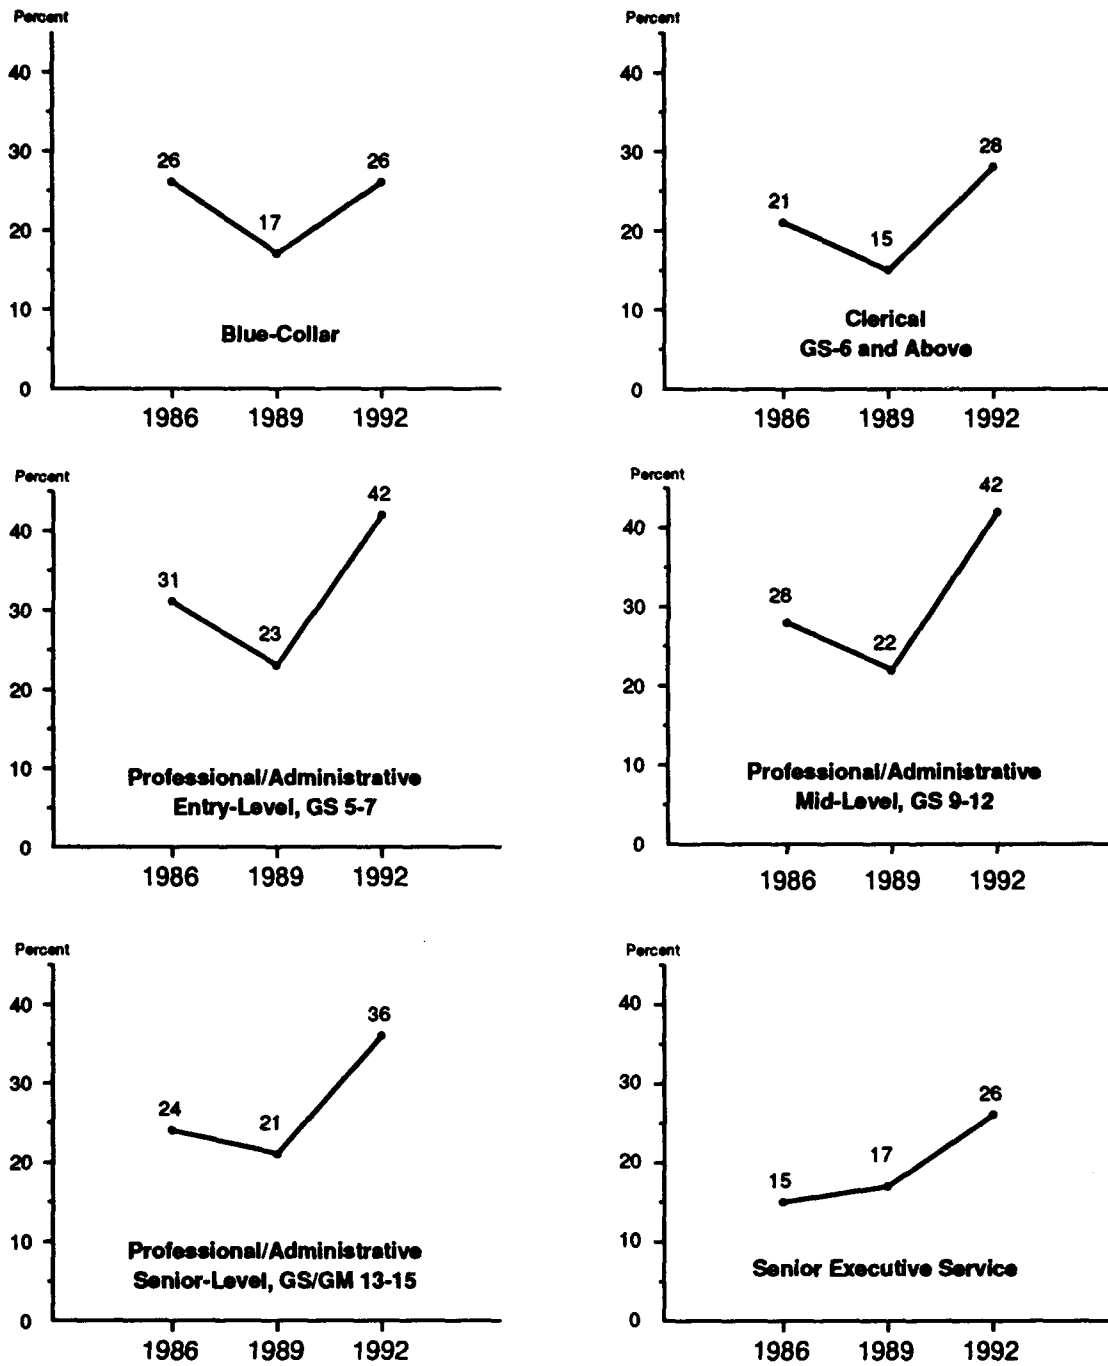 Percent
40
30
20
10
0
26
17
26
Blue-Collar
1986 1989 1992
Percent
40
30
20
10
0
21
15
28
Clerical
GS-6 and Above
1986 1989 1992
Percent
40
30
20
10
0
31
23
42
Professional/Administrative
Entry-Level, GS 5-7
1986 1989 1992
Percent
40
30
20
10
0
28
22
42
Professional/Administrative
Mid-Level, GS 9-12
1986 1989 1992
Percent
40
30
20
10
0
24
21
36
Professional/Administrative
Senior-Level, GS/GM 13-15
1986 1989 1992
Percent
40
30
20
10
0
15
17
26
Senior Executive Service
1986 1989 1992